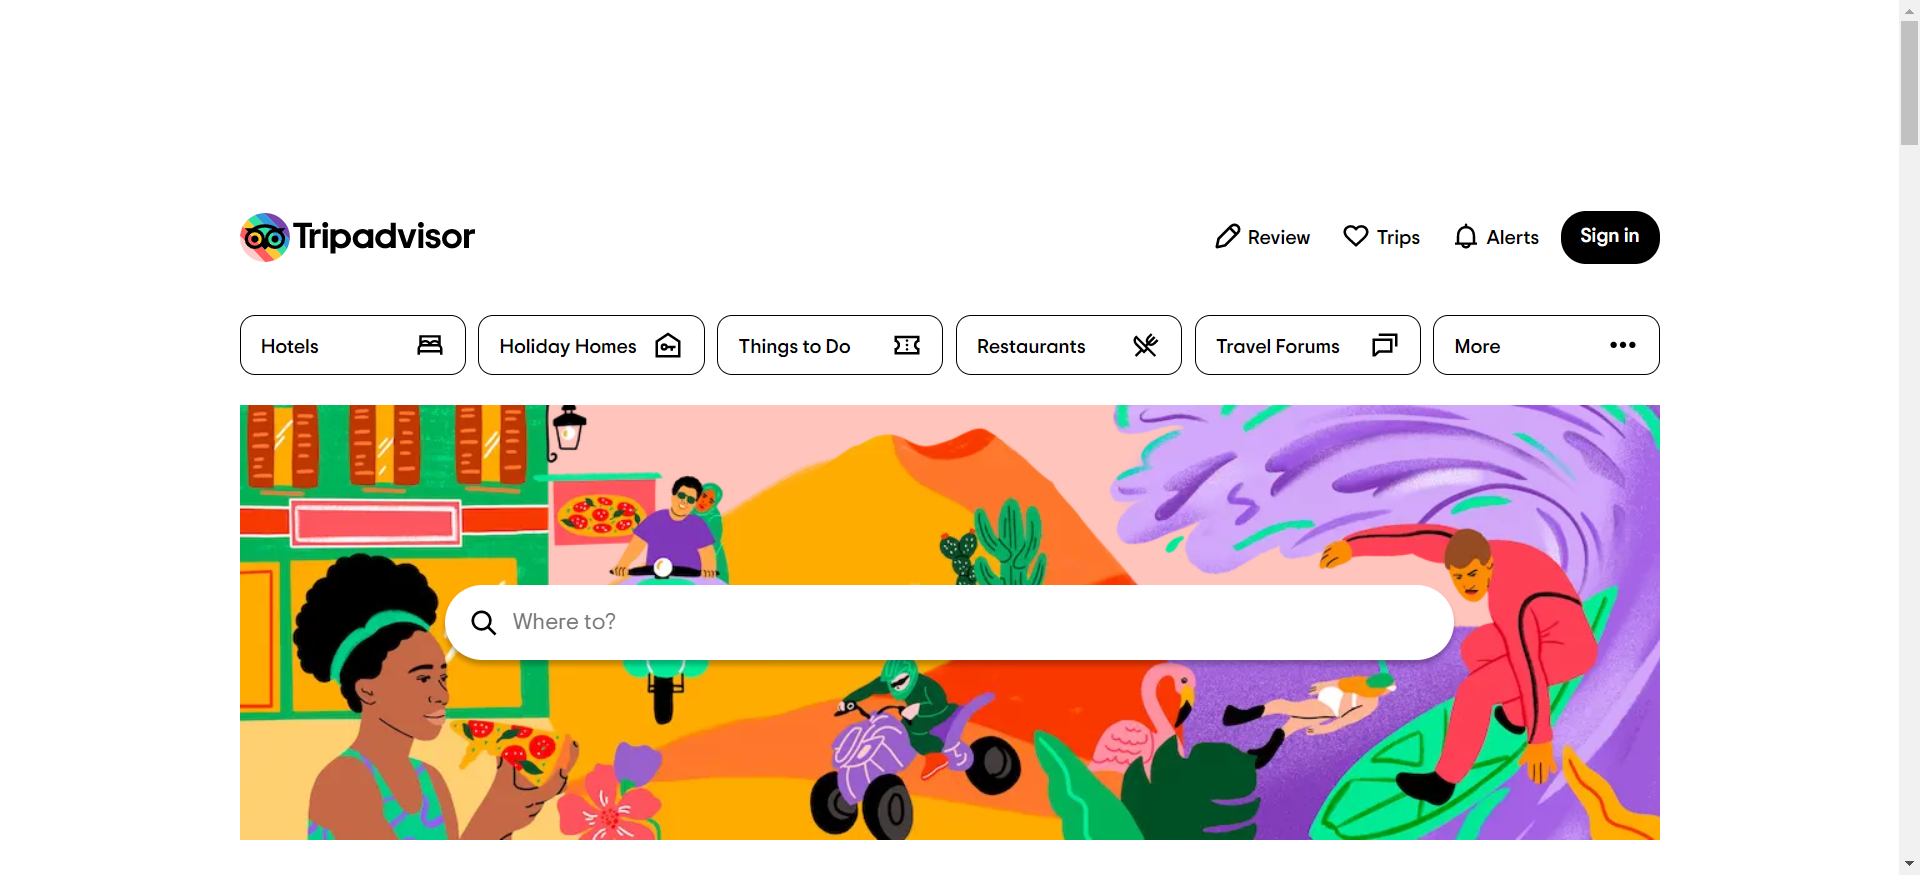 Tripadvisor
Review
Trips
Alerts
Sign in
Hotels
Holiday Homes
Things to Do
Restaurants
Travel Forums
More
Where to?